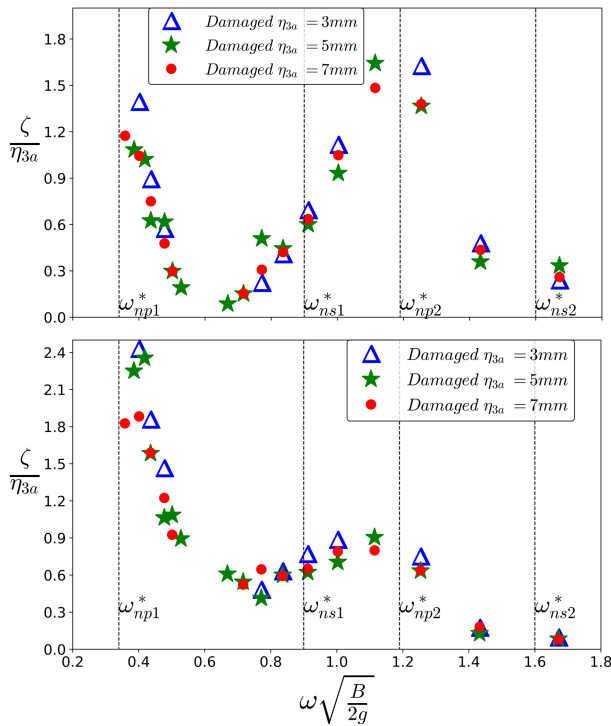 Damaged η₃ₐ = 3mm
Damaged η₃ₐ = 5mm
Damaged η₃ₐ = 7mm
1.8
1.5
1.2
0.9
0.6
0.3
0.0
ζ/η₃ₐ
ω*ₙₚ₁ ω*ₙₛ₁ ω*ₙₚ₂ ω*ₙₛ₂
Damaged η₃ₐ = 3mm
Damaged η₃ₐ = 5mm
Damaged η₃ₐ = 7mm
2.4
2.1
1.8
1.5
1.2
0.9
0.6
0.3
0.0
ζ/η₃ₐ
ω*ₙₚ₁ ω*ₙₛ₁ ω*ₙₚ₂ ω*ₙₛ₂
0.2 0.4 0.6 0.8 1.0 1.2 1.4 1.6 1.8
ω√(B/2g)